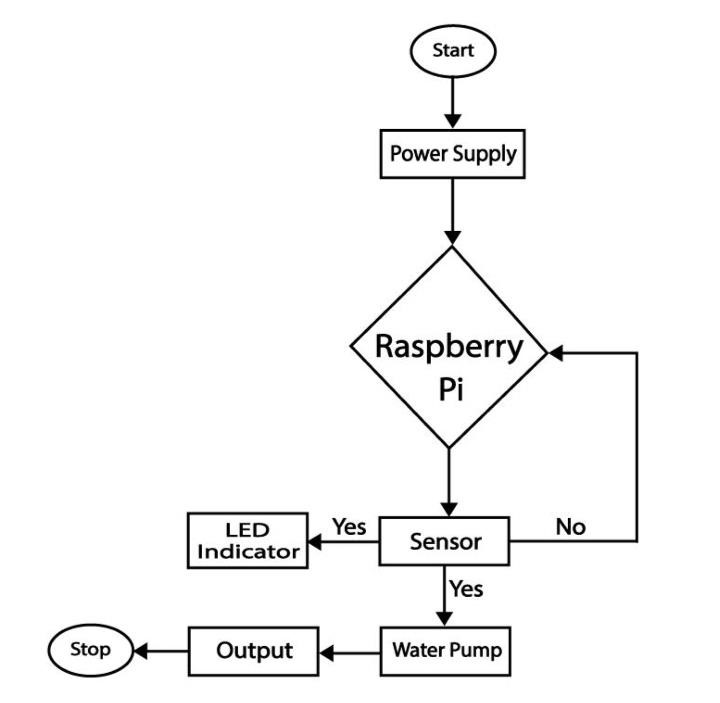 Start
Power Supply
Raspberry
Pi
No
Yes
LED
Indicator
Sensor
Yes
Stop
Output
Water Pump